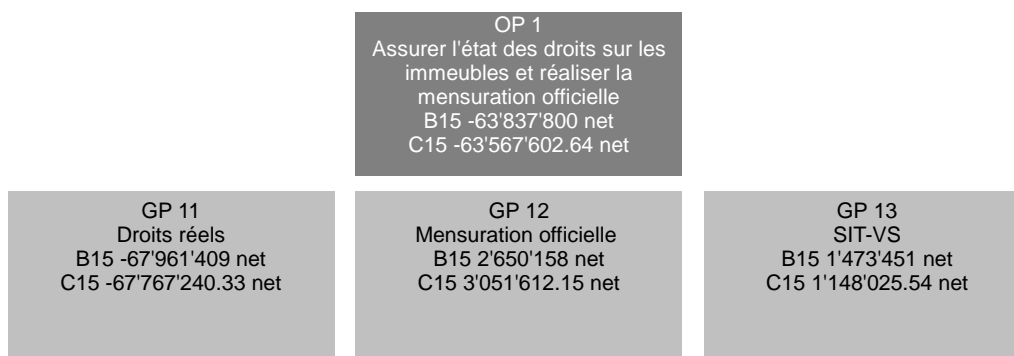 OP 1
Assurer l'état des droits sur les
immeubles et réaliser la
mensuration officielle
B15 -63'837'800 net
C15 -63'567'602.64 net
GP 11
Droits réels
B15 -67'961'409 net
C15 -67'767'240.33 net
GP 12
Mensuration officielle
B15 2'650'158 net
C15 3'051'612.15 net
GP 13
SIT-VS
B15 1'473'451 net
C15 1'148'025.54 net